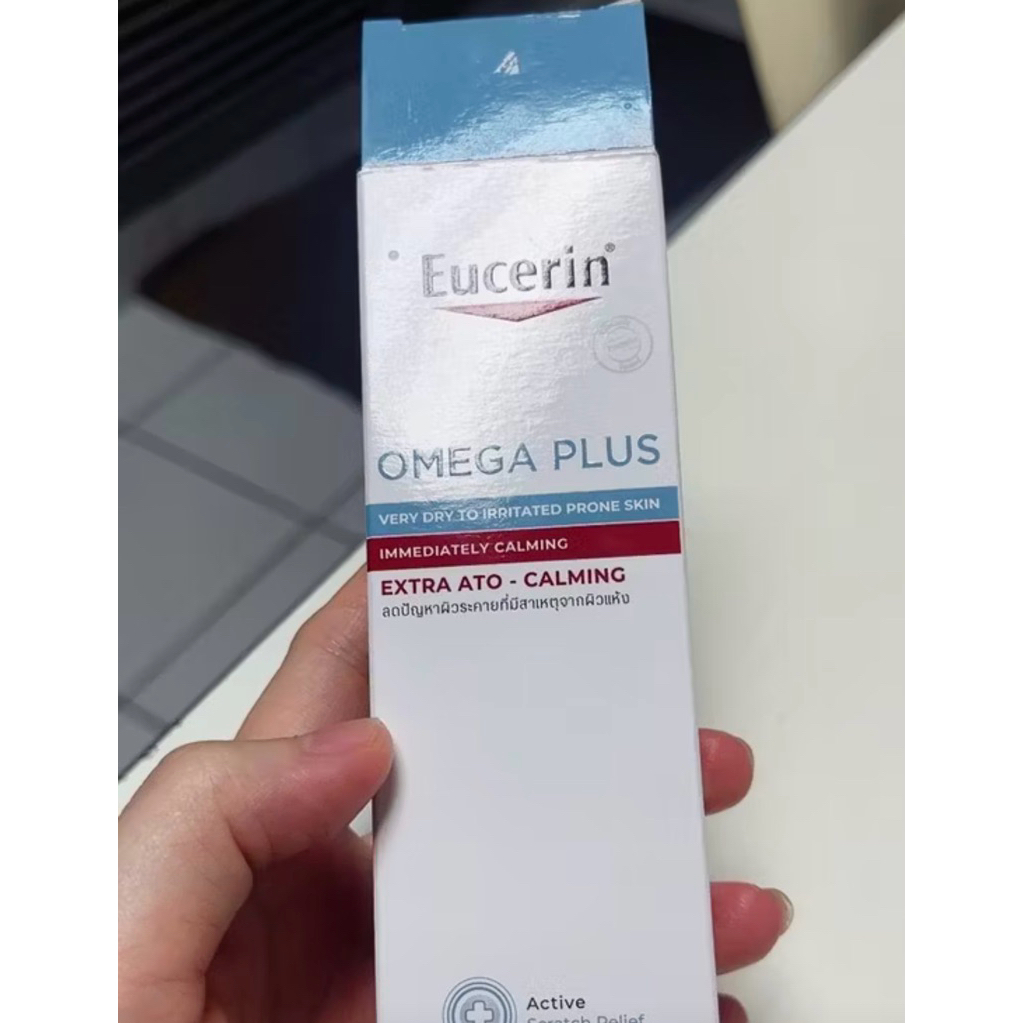 Eucerin®
OMEGA PLUS
VERY DRY TO IRRITATED PRONE SKIN
IMMEDIATELY CALMING
EXTRA ATO - CALMING
ลดปัญหาผิวระคายที่มีสาเหตุจากผิวแห้ง
Active
Scratch Relief